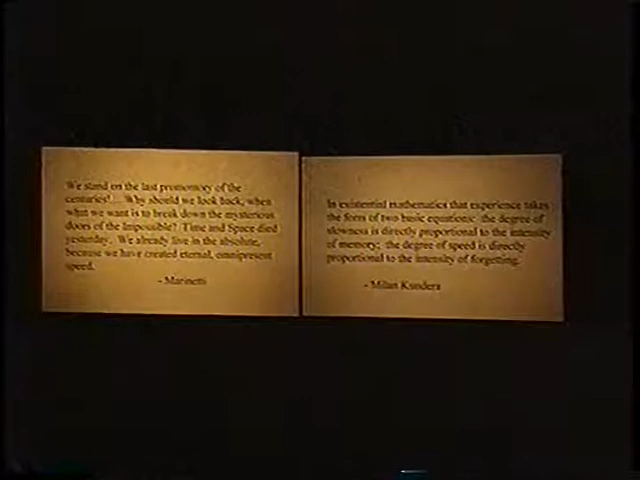 We stand on the last promontory of the
centuries!... Why should we look back, when
what we want is to break down the mysterious
doors of the Impossible? Time and Space died
yesterday. We already live in the absolute,
because we have created eternal, omnipresent
speed.
- Marinetti
In existential mathematics that experience takes
the form of two basic equations: the degree of
slowness is directly proportional to the intensity
of memory; the degree of speed is directly
proportional to the intensity of forgetting.
- Milan Kundera